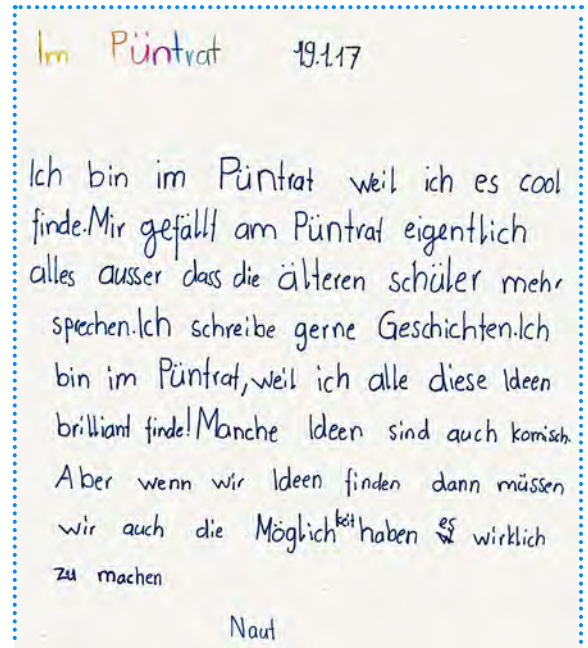 Im Püntrat 19.1.17
Ich bin im Püntrat weil ich es cool
finde.Mir gefällt am Püntrat eigentlich
alles ausser dass die älteren schüler mehr
sprechen.Ich schreibe gerne Geschichten.Ich
bin im Püntrat,weil ich alle diese Ideen
brilliant finde!Manche Ideen sind auch komisch.
Aber wenn wir Ideen finden dann müssen
wir auch die Möglichkeit haben es wirklich
zu machen
Naut